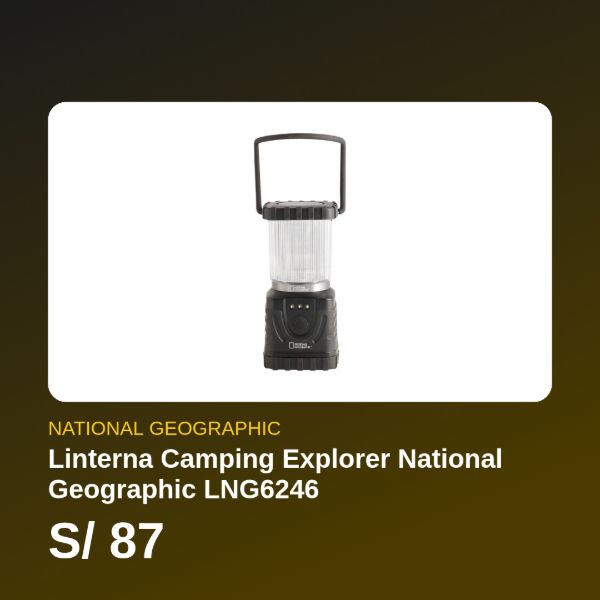 NATIONAL GEOGRAPHIC
Linterna Camping Explorer National
Geographic LNG6246
S/ 87